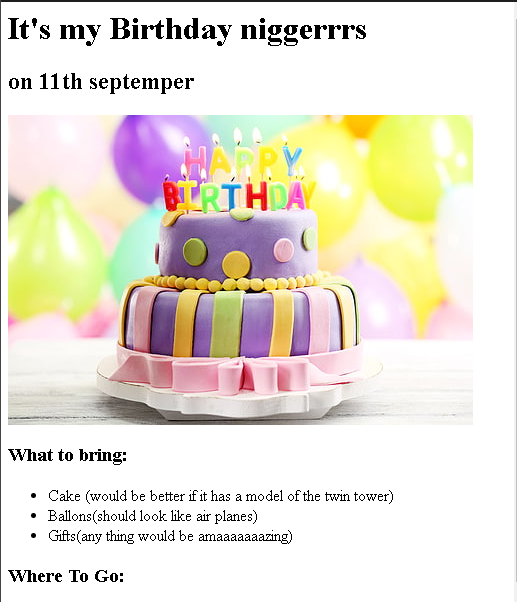 It's my Birthday niggerrrs
on 11th septemper
HAPPY
BIRTHDAY
What to bring:
Cake (would be better if it has a model of the twin tower)
Ballons(should look like air planes)
Gifts(any thing would be amaaaaaaazing)
Where To Go: